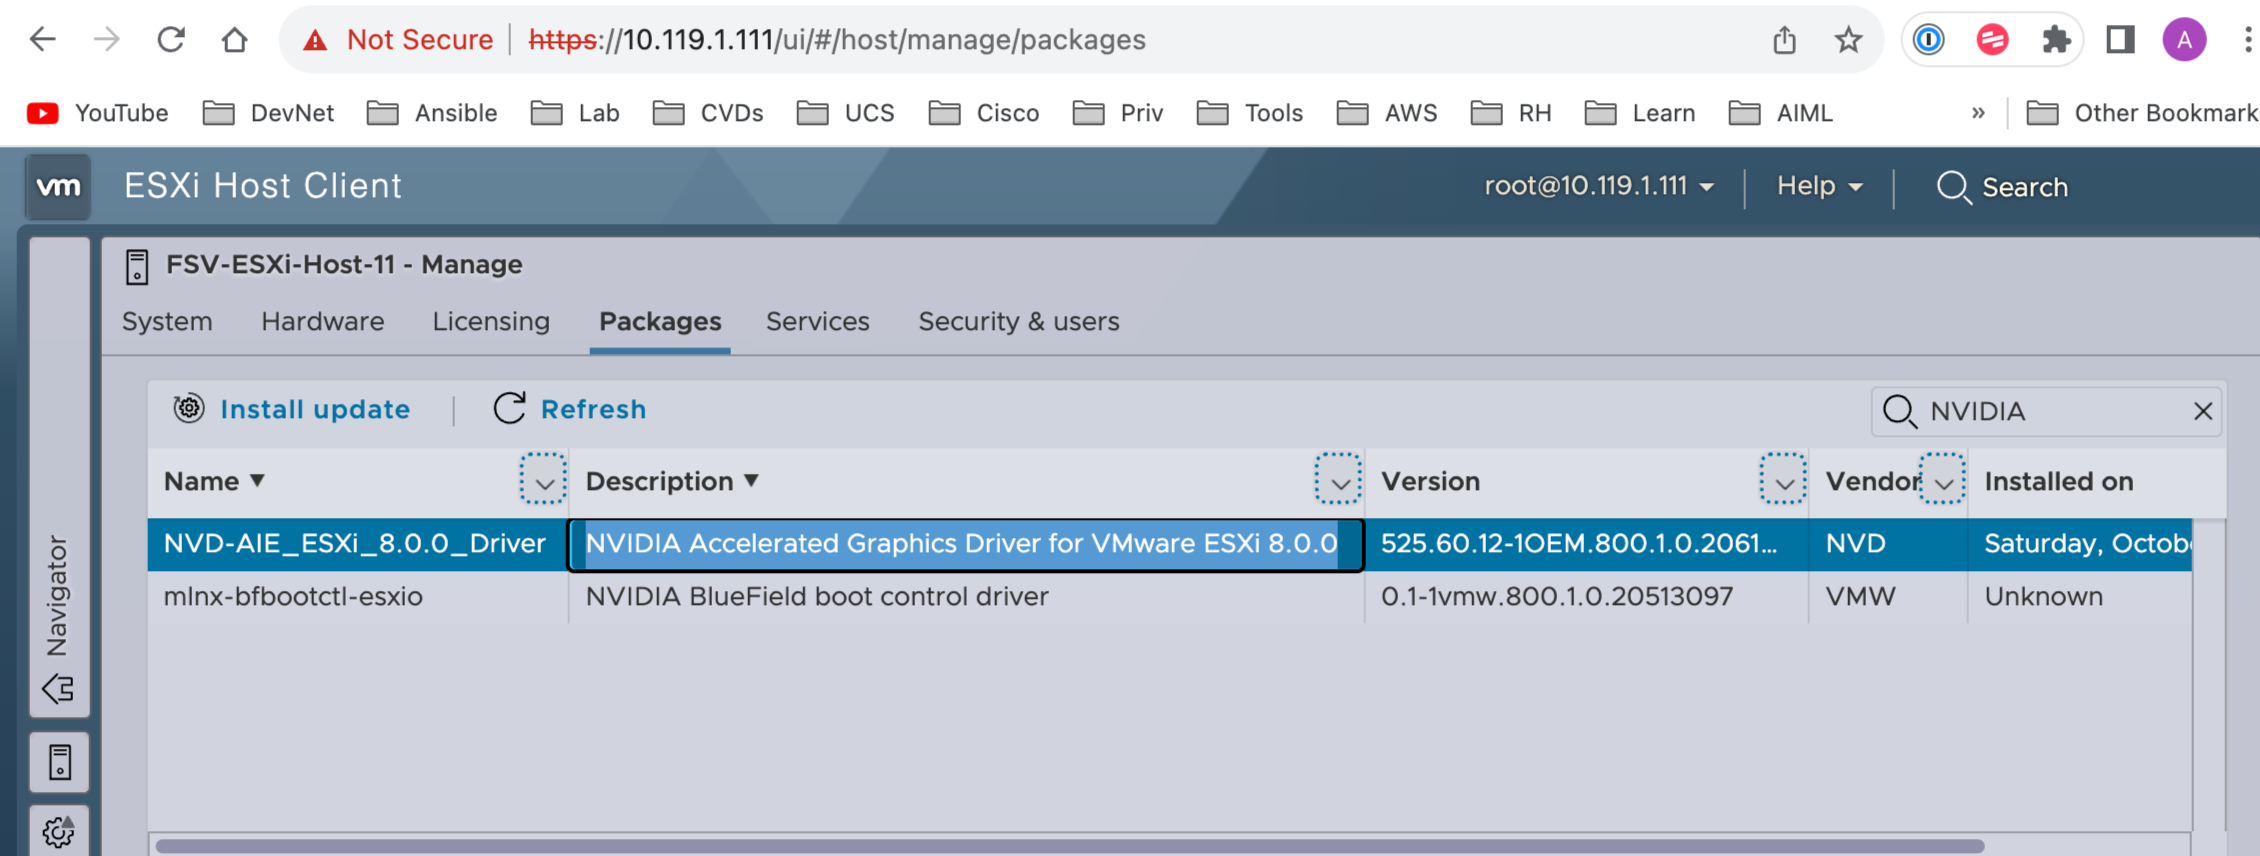 Not Secure https://10.119.1.111/ui/#/host/manage/packages A
YouTube DevNet Ansible Lab CVDs UCS Cisco Priv Tools AWS RH Learn AIML » Other Bookmark
vm ESXi Host Client root@10.119.1.111 Help Search
FSV-ESXi-Host-11 - Manage
System Hardware Licensing Packages Services Security & users
Install update Refresh NVIDIA
Name Description Version Vendor Installed on
NVD-AIE_ESXi_8.0.0_Driver NVIDIA Accelerated Graphics Driver for VMware ESXi 8.0.0 525.60.12-1OEM.800.1.0.2061... NVD Saturday, Octob
mlnx-bfbootctl-esxio NVIDIA BlueField boot control driver 0.1-1vmw.800.1.0.20513097 VMW Unknown
Navigator